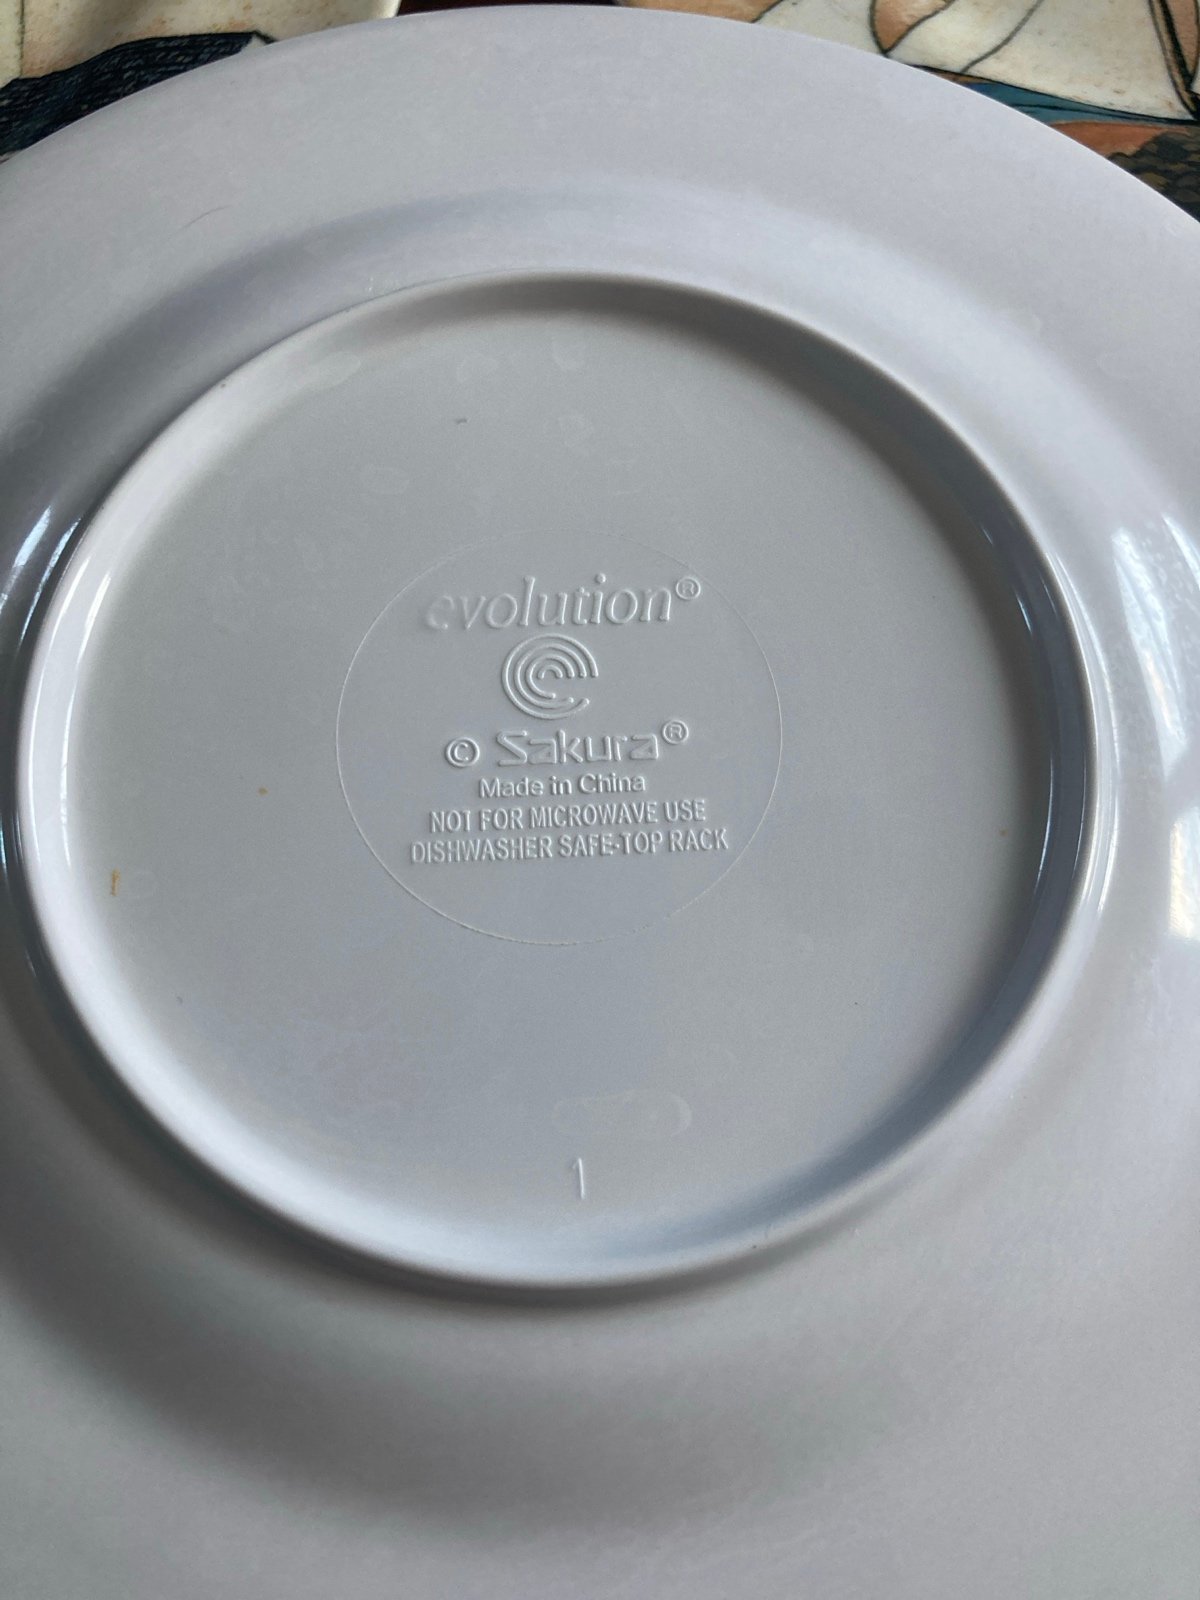 evolution®
© Sakura®
Made in China
NOT FOR MICROWAVE USE
DISHWASHER SAFE-TOP RACK
1